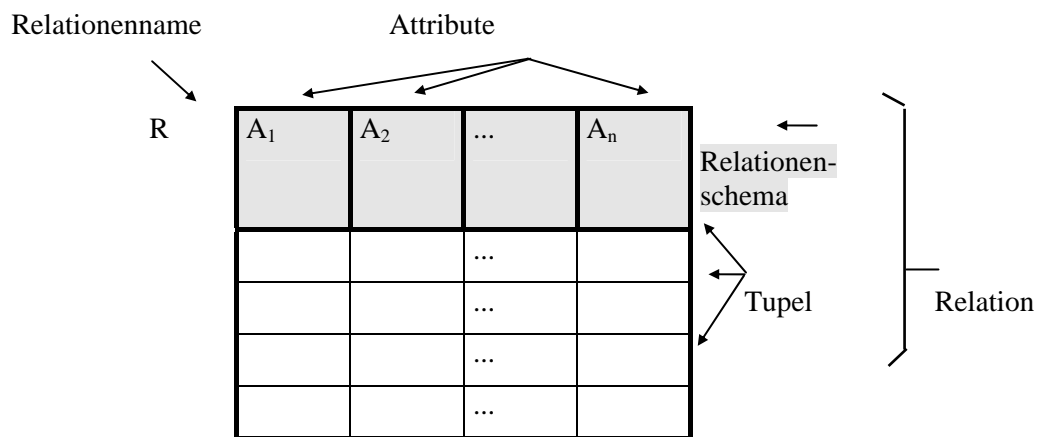 Relationenname Attribute
R A₁ A₂ ... Aₙ
Relationen-
schema
...
...
Tupel Relation
...
...